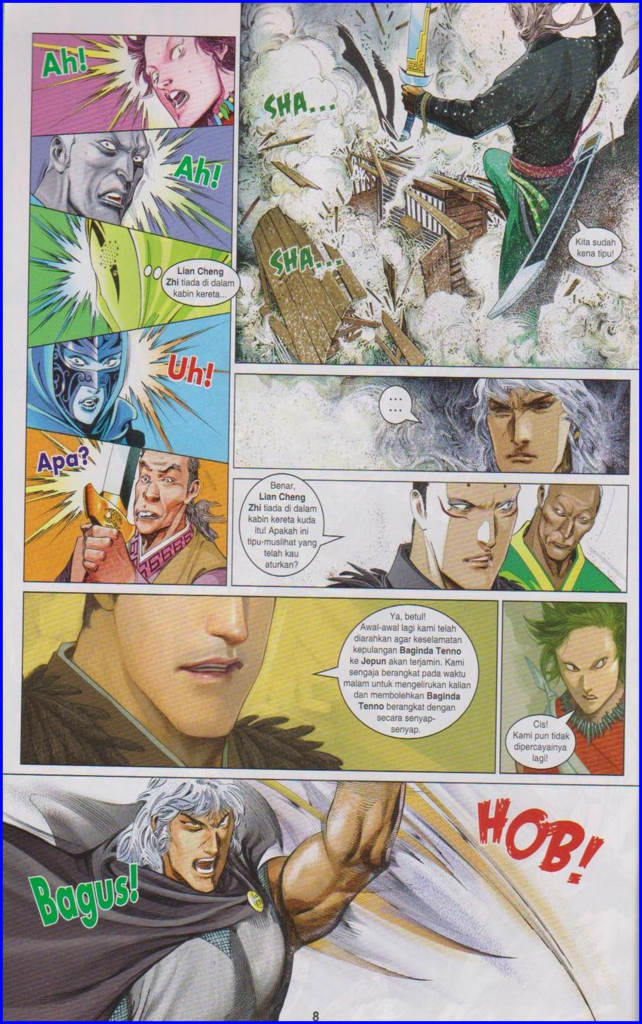 Ah!
Ah!
Lian Cheng
Zhi tiada di dalam
kabin kereta...
Uh!
Apa?
SHA...
SHA...
Kita sudah
kena tipu!
Benar,
Lian Cheng
Zhi tiada di dalam
kabin kereta kuda
itu! Apakah ini
tipu-muslihat yang
telah kau
aturkan?
Ya, betul!
Awal-awal lagi kami telah
diarahkan agar keselamatan
kepulangan Baginda Tenno
ke Jepun akan terjamin. Kami
sengaja berangkat pada waktu
malam untuk mengelirukan kalian
dan membolehkan Baginda
Tenno berangkat dengan
secara senyap-
senyap.
Cis!
Kami pun tidak
dipercayainya
lagi!
Bagus!
HOB!
8